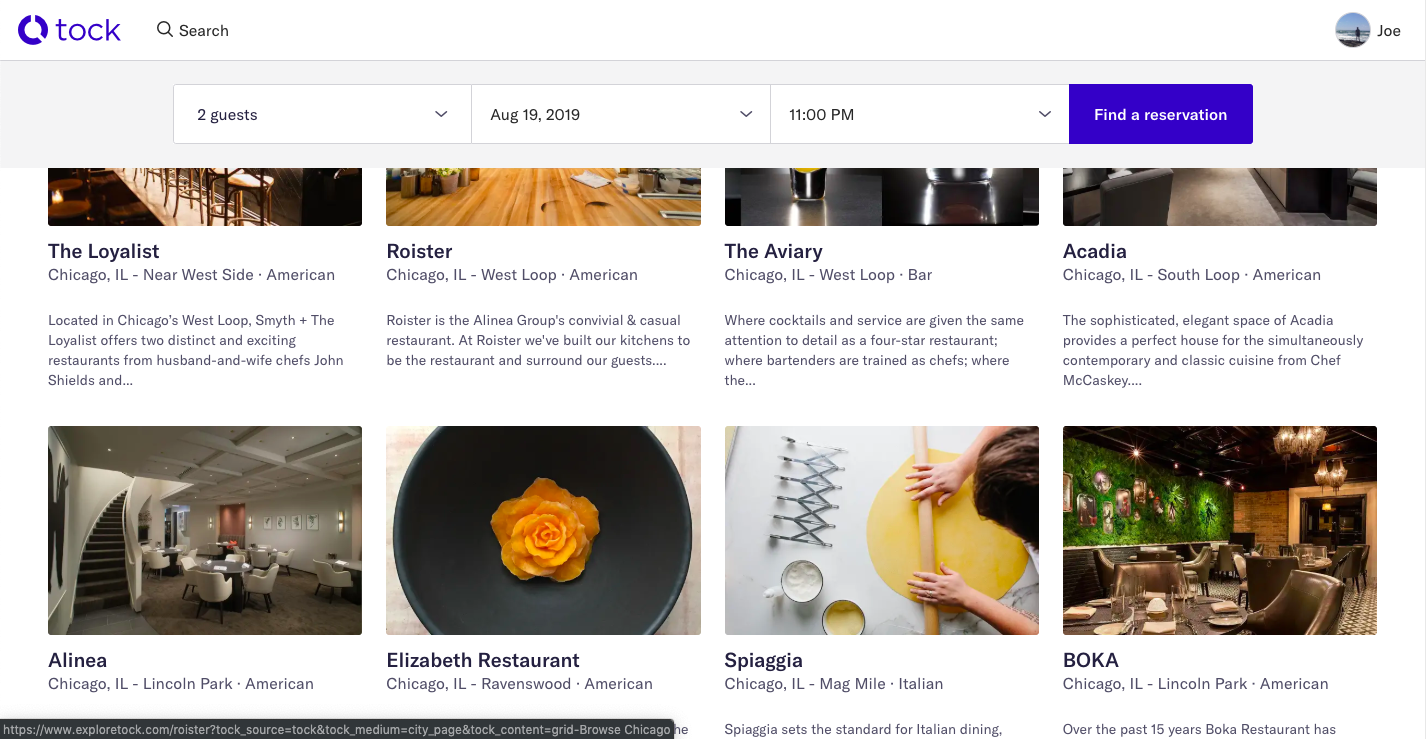 tock
Search
Joe
2 guests
Aug 19, 2019
11:00 PM
Find a reservation
The Loyalist
Chicago, IL - Near West Side · American
Located in Chicago’s West Loop, Smyth + The
Loyalist offers two distinct and exciting
restaurants from husband-and-wife chefs John
Shields and...
Roister
Chicago, IL - West Loop · American
Roister is the Alinea Group's convivial & casual
restaurant. At Roister we've built our kitchens to
be the restaurant and surround our guests....
The Aviary
Chicago, IL - West Loop · Bar
Where cocktails and service are given the same
attention to detail as a four-star restaurant;
where bartenders are trained as chefs; where
the...
Acadia
Chicago, IL - South Loop · American
The sophisticated, elegant space of Acadia
provides a perfect house for the simultaneously
contemporary and classic cuisine from Chef
McCaskey....
Alinea
Chicago, IL - Lincoln Park · American
Elizabeth Restaurant
Chicago, IL - Ravenswood · American
he
Spiaggia
Chicago, IL - Mag Mile · Italian
Spiaggia sets the standard for Italian dining,
BOKA
Chicago, IL - Lincoln Park · American
Over the past 15 years Boka Restaurant has
https://www.exploretock.com/roister?tock_source=tock&tock_medium=city_page&tock_content=grid-Browse Chicago